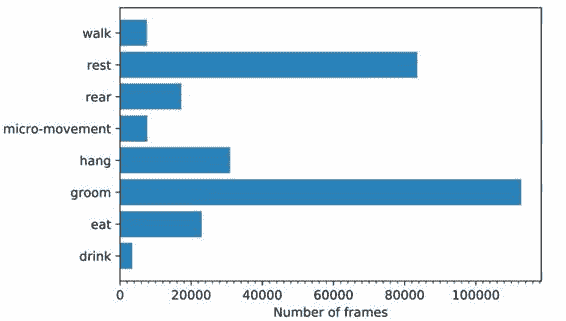 walk
rest
rear
micro-movement
hang
groom
eat
drink
0 20000 40000 60000 80000 100000
Number of frames